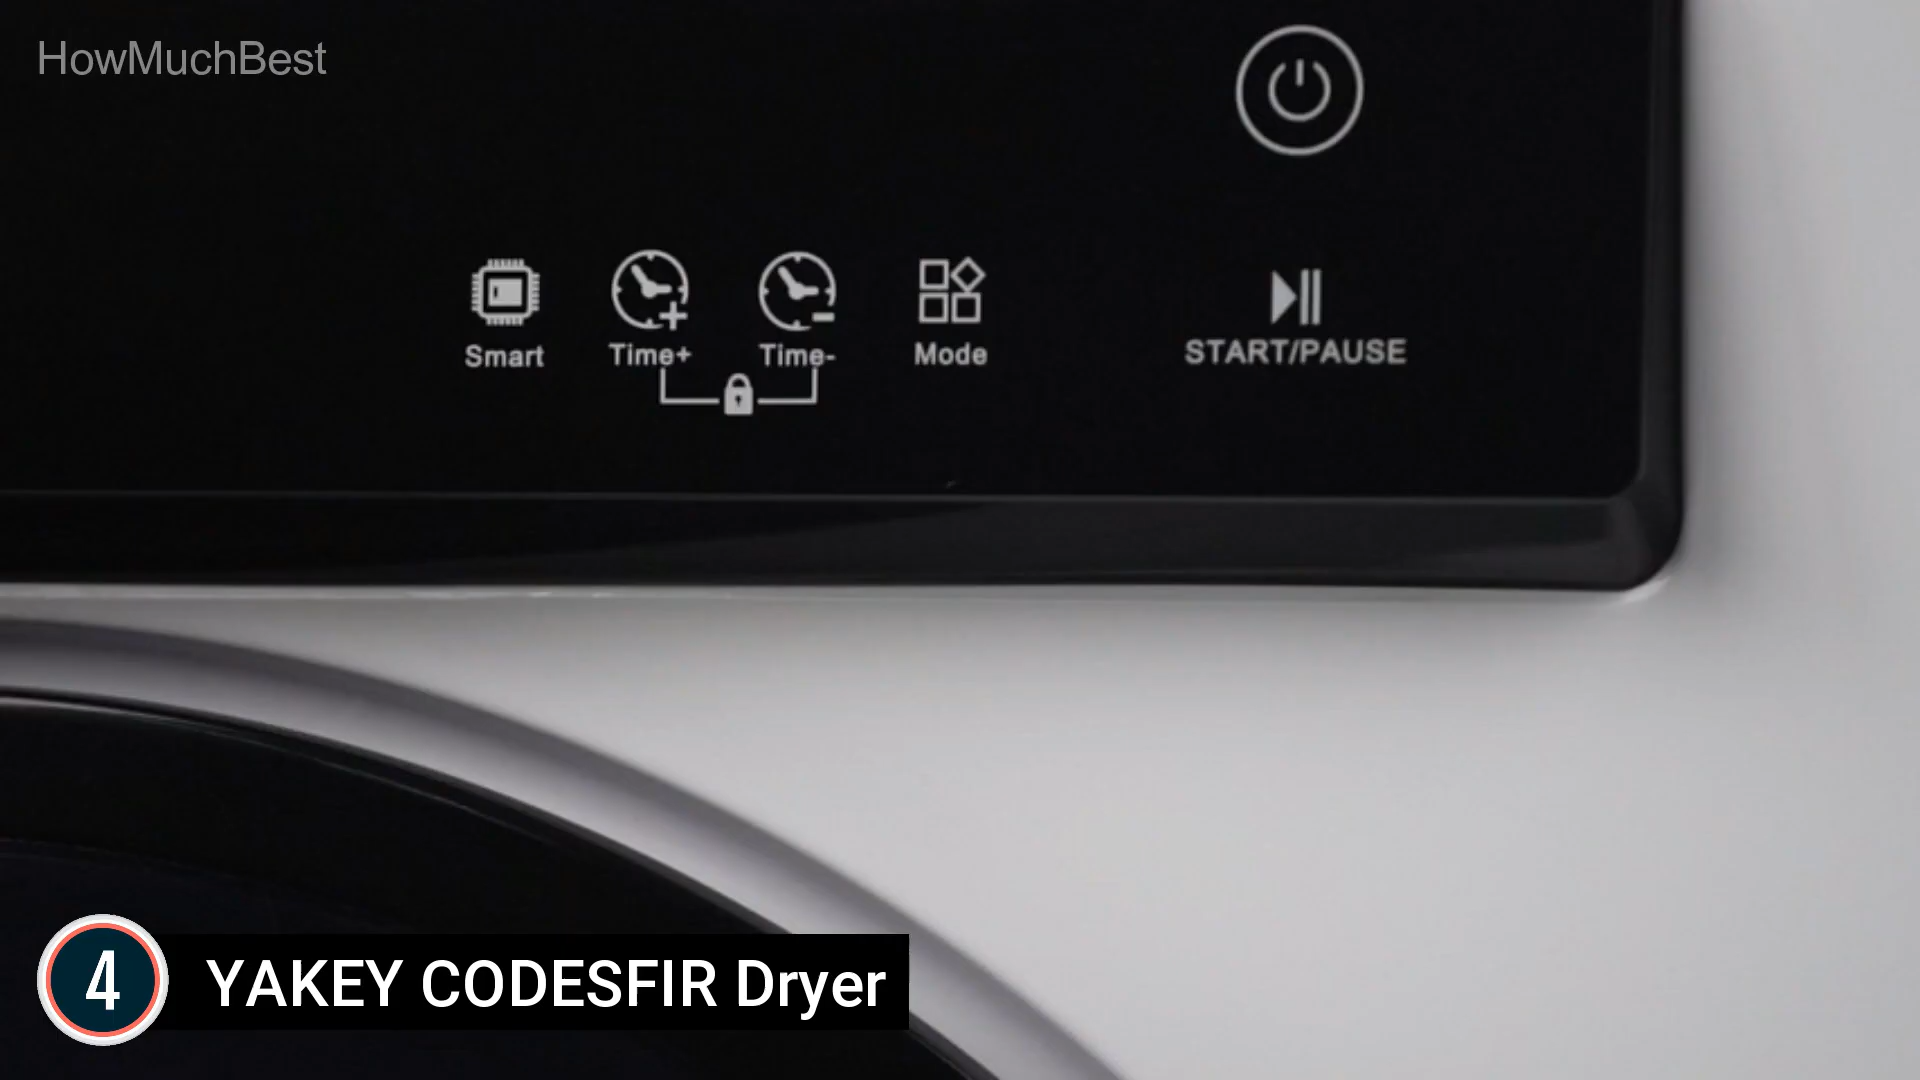 HowMuchBest
Smart
Time+
Time-
Mode
START/PAUSE
4
YAKEY CODESFIR Dryer